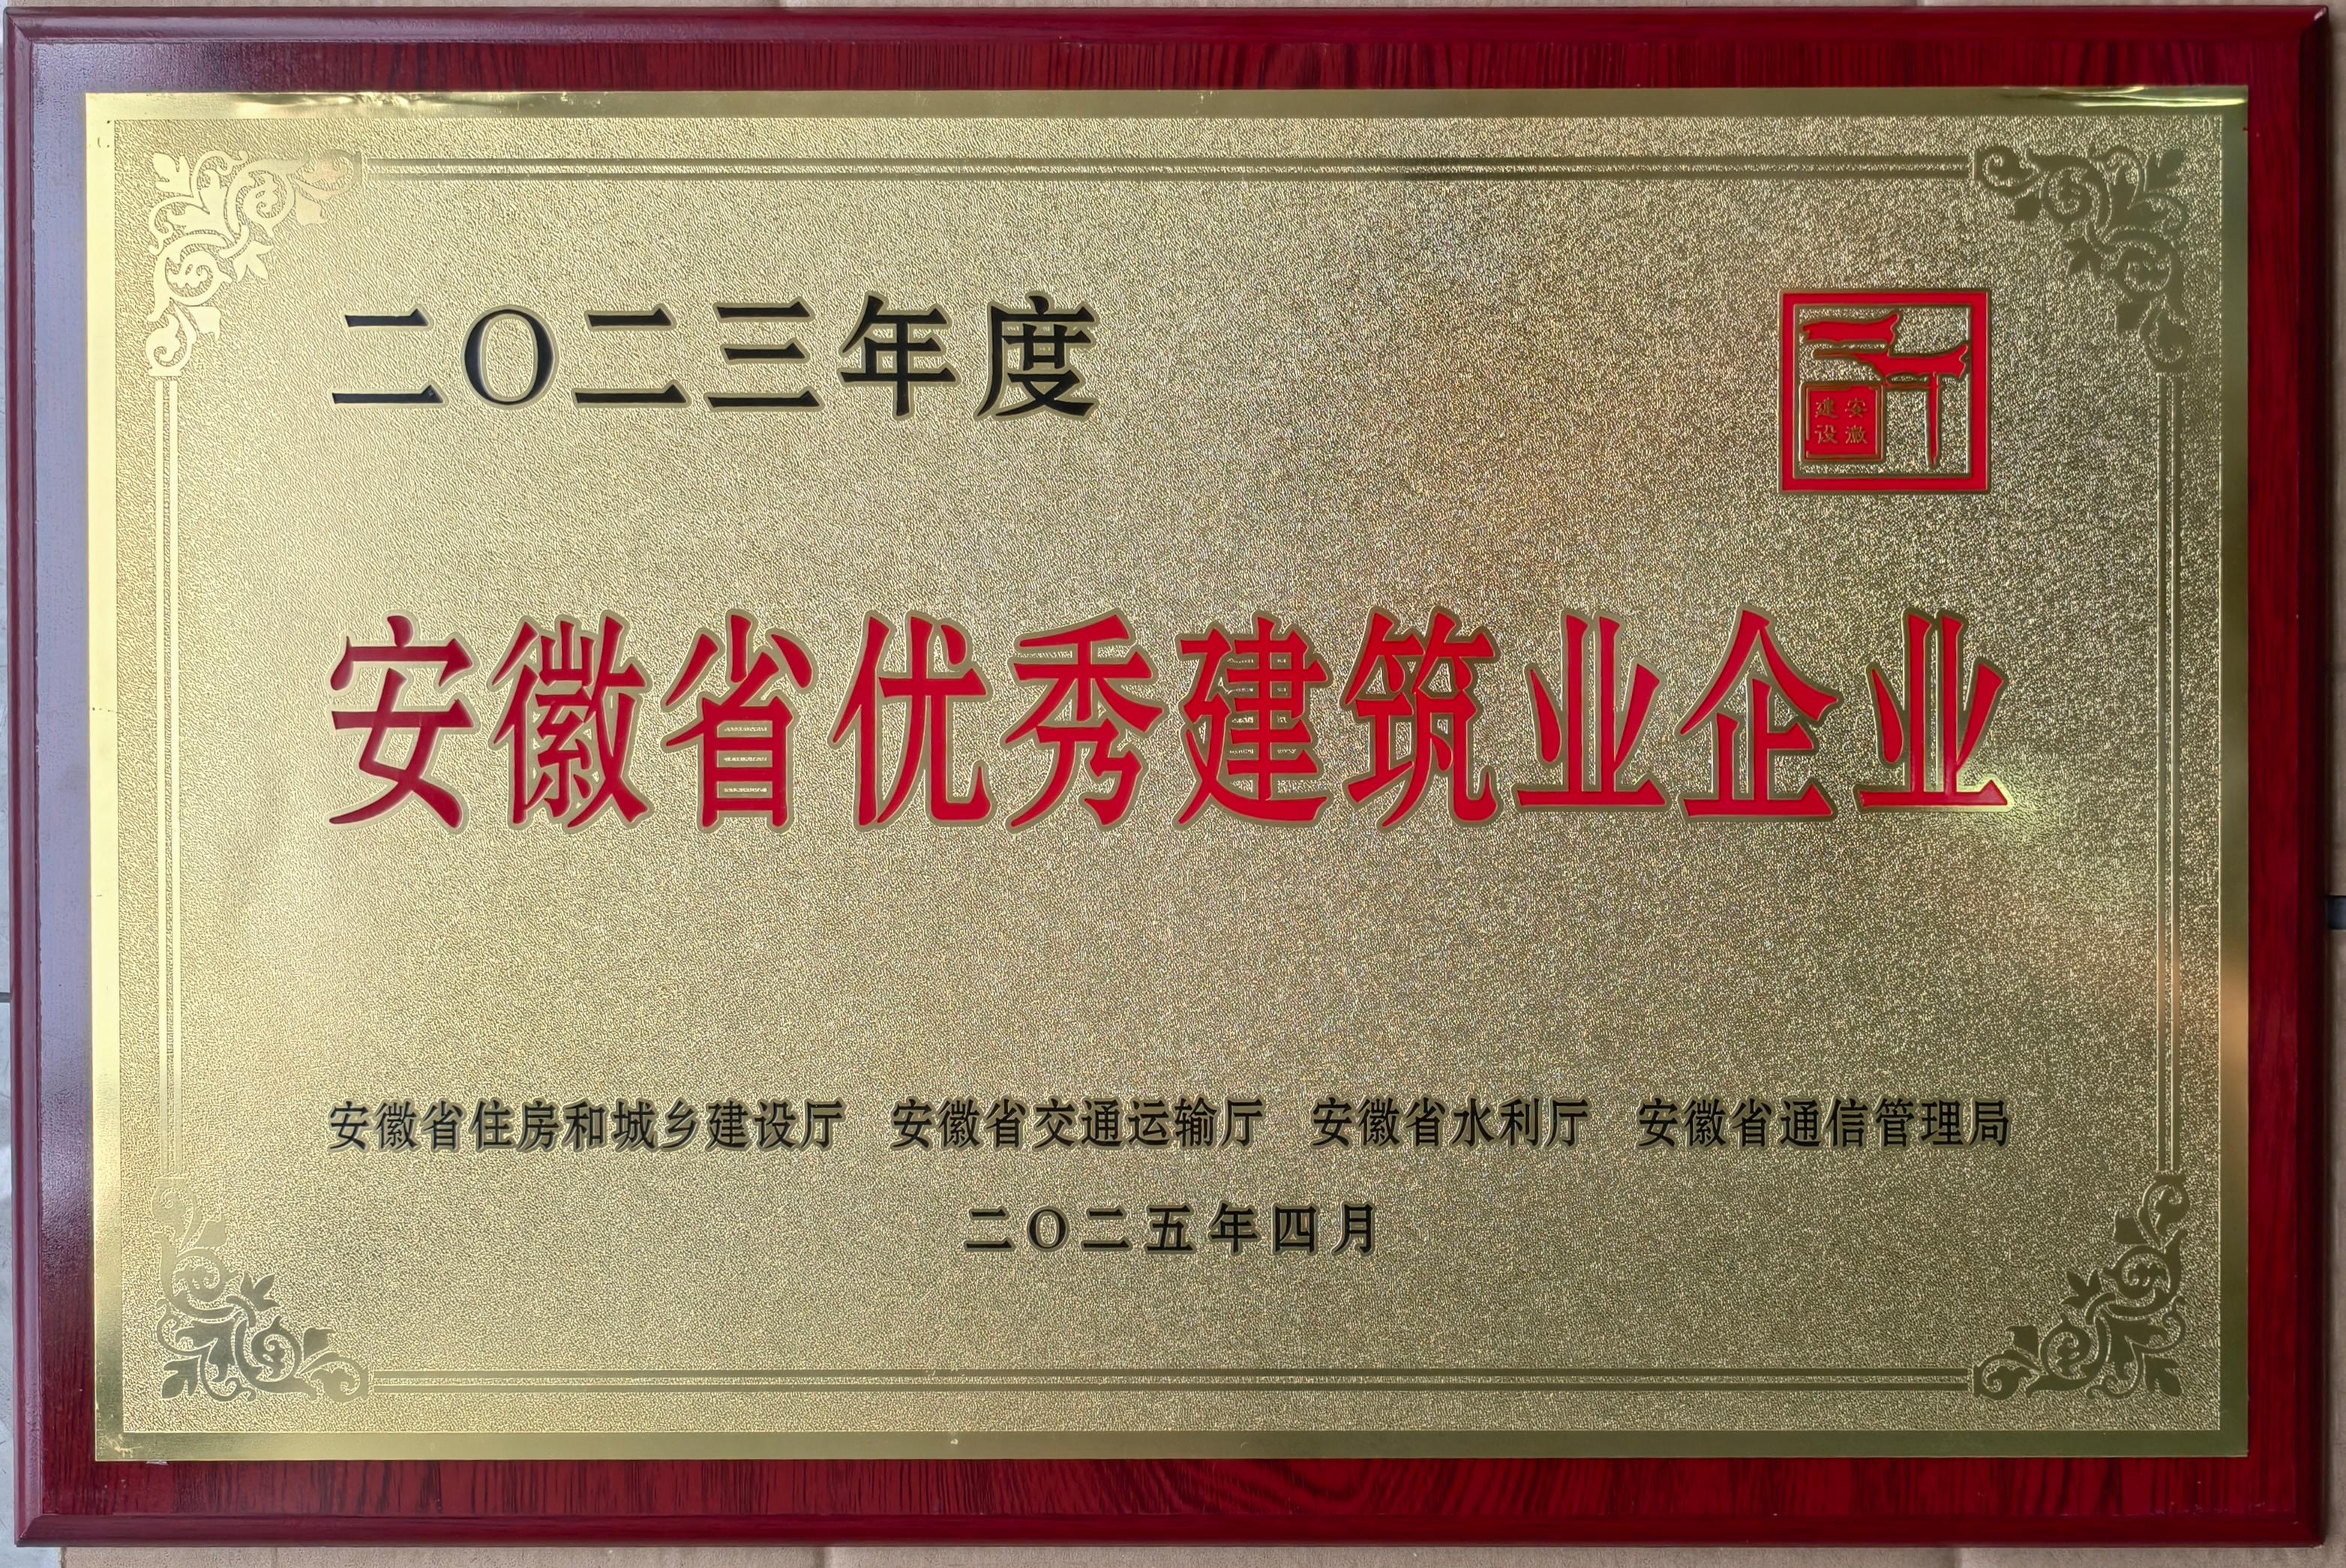 二〇二三年度
安徽
建设
安徽省优秀建筑业企业
安徽省住房和城乡建设厅 安徽省交通运输厅 安徽省水利厅 安徽省通信管理局
二〇二五年四月